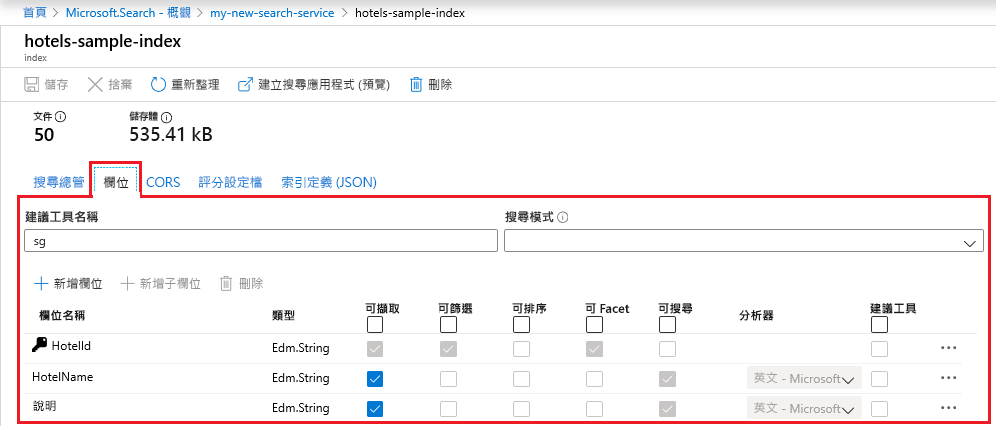 首頁 > Microsoft.Search - 概觀 > my-new-search-service > hotels-sample-index
hotels-sample-index
index
儲存 捨棄 重新整理 建立搜尋應用程式 (預覽) 刪除
文件 儲存體
50 535.41 kB
搜尋總管 欄位 CORS 評分設定檔 索引定義 (JSON)
建議工具名稱 搜尋模式
sg
新增欄位 新增子欄位 刪除
欄位名稱 類型 可擷取 可篩選 可排序 可 Facet 可搜尋 分析器 建議工具
HotelId Edm.String
HotelName Edm.String 英文 - Microsoft
說明 Edm.String 英文 - Microsoft